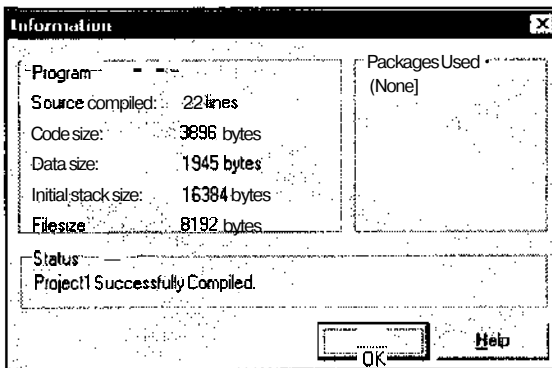 Information
Program
Source compiled: 22 lines
Code size: 3896 bytes
Data size: 1945 bytes
Initial stack size: 16384 bytes
Filesize 8192 bytes
Packages Used
(None]
Status
Project1 Successfully Compiled.
OK
Help